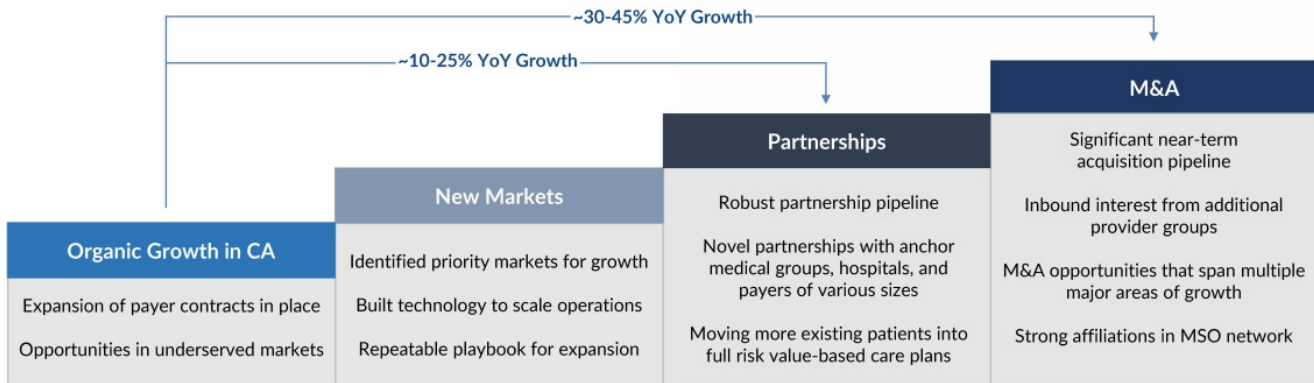 ~30-45% YoY Growth
~10-25% YoY Growth
Organic Growth in CA
Expansion of payer contracts in place
Opportunities in underserved markets
New Markets
Identified priority markets for growth
Built technology to scale operations
Repeatable playbook for expansion
Partnerships
Robust partnership pipeline
Novel partnerships with anchor
medical groups, hospitals, and
payers of various sizes
Moving more existing patients into
full risk value-based care plans
M&A
Significant near-term
acquisition pipeline
Inbound interest from additional
provider groups
M&A opportunities that span multiple
major areas of growth
Strong affiliations in MSO network